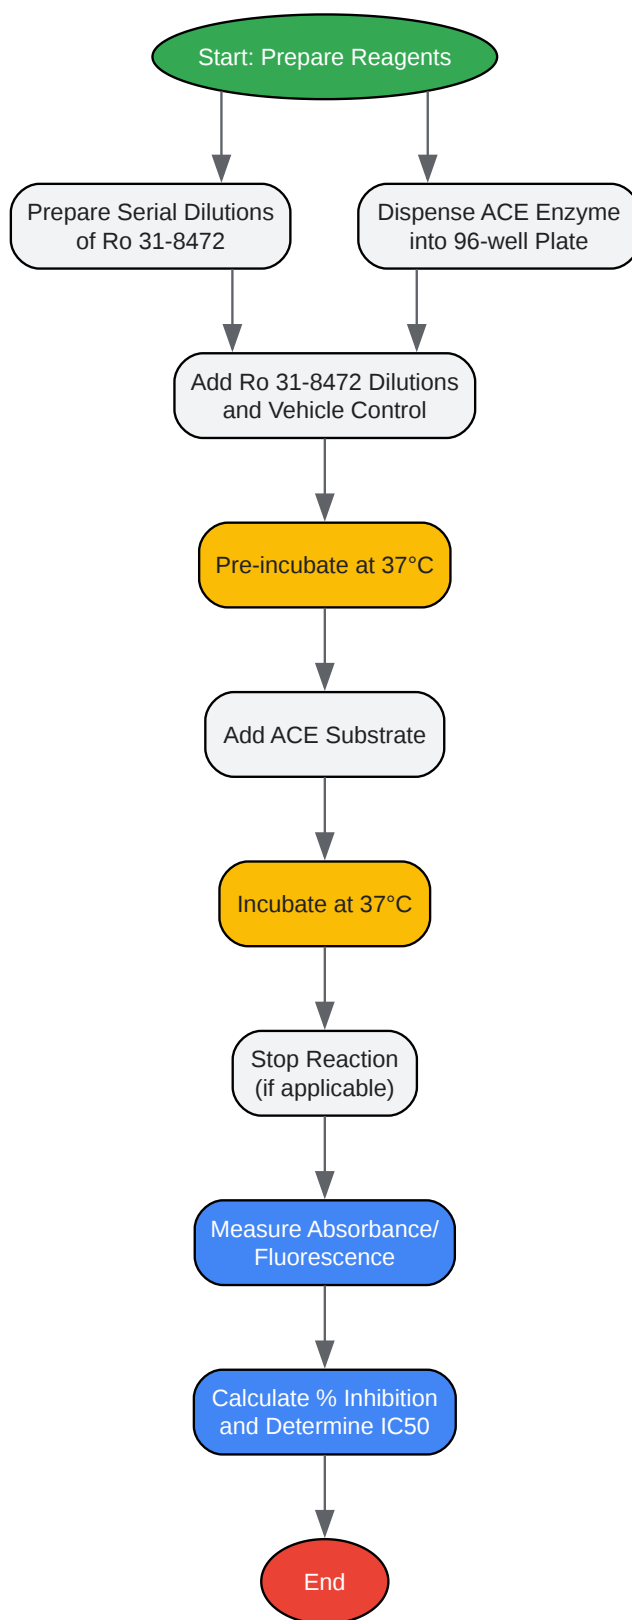 Start: Prepare Reagents
Prepare Serial Dilutions
of Ro 31-8472
Dispense ACE Enzyme
into 96-well Plate
Add Ro 31-8472 Dilutions
and Vehicle Control
Pre-incubate at 37°C
Add ACE Substrate
Incubate at 37°C
Stop Reaction
(if applicable)
Measure Absorbance/
Fluorescence
Calculate % Inhibition
and Determine IC50
End